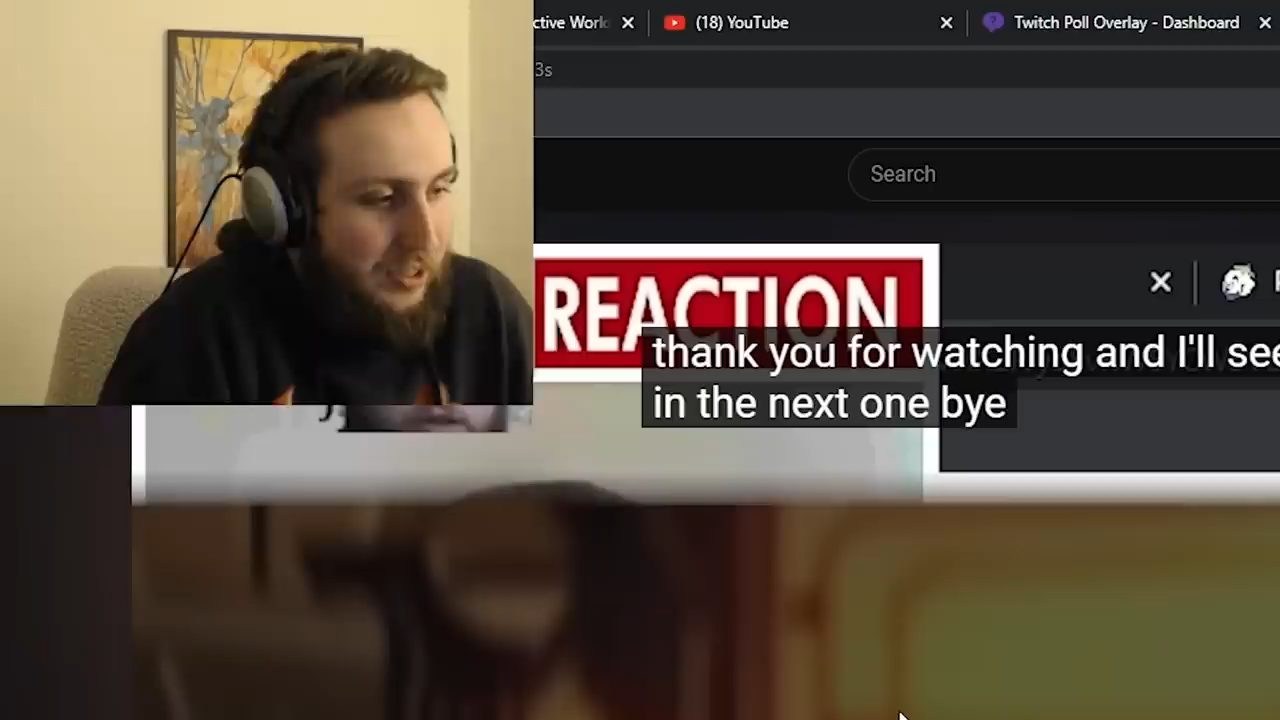 ctive Work
(18) YouTube
Twitch Poll Overlay - Dashboard
3s
Search
REACTION
thank you for watching and I'll see
in the next one bye